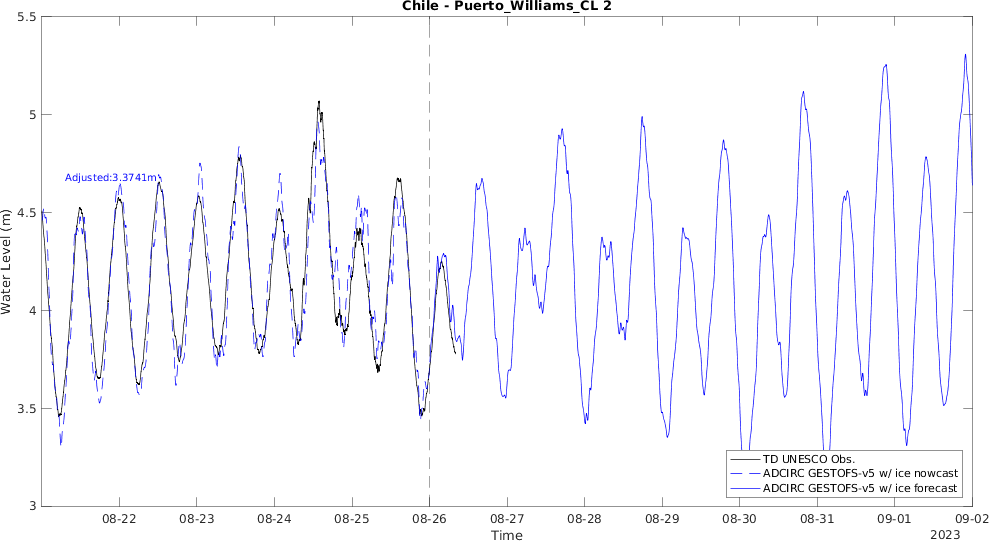 Chile - Puerto_Williams_CL 2
5.5
5
4.5
4
3.5
3
Water Level (m)
Adjusted:3.3741m
TD UNESCO Obs.
ADCIRC GESTOFS-v5 w/ ice nowcast
ADCIRC GESTOFS-v5 w/ ice forecast
08-22 08-23 08-24 08-25 08-26 08-27 08-28 08-29 08-30 08-31 09-01 09-02
Time
2023